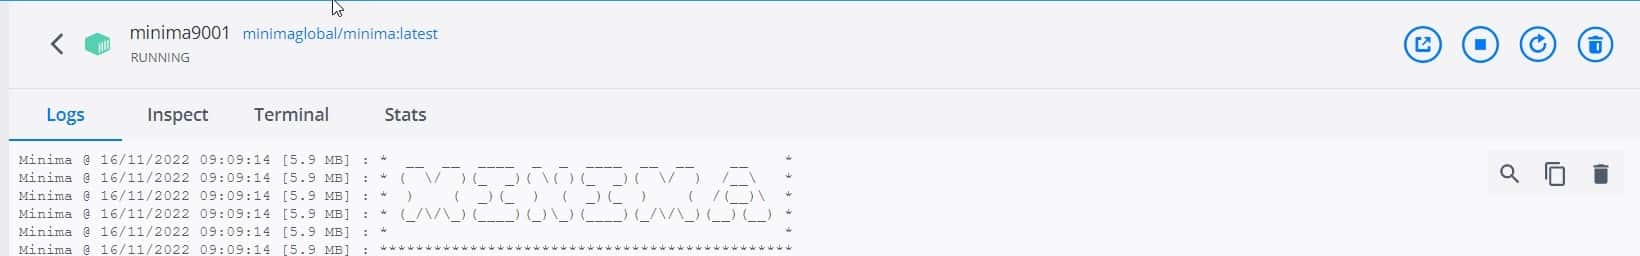 minima9001 minimaglobal/minima:latest
RUNNING
Logs Inspect Terminal Stats
Minima @ 16/11/2022 09:09:14 [5.9 MB] : *  __  __  ____  _  _  ____  __  __    __    *
Minima @ 16/11/2022 09:09:14 [5.9 MB] : * (  \/  )(_  _)( \( )(_  _)(  \/  )  /__\   *
Minima @ 16/11/2022 09:09:14 [5.9 MB] : *  )    (  _)(_  )  (  _)(_  )    (  /(__)\  *
Minima @ 16/11/2022 09:09:14 [5.9 MB] : * (_/\/\_)(____)(_)\_)(____)(_/\/\_)(__)(__) *
Minima @ 16/11/2022 09:09:14 [5.9 MB] : *                                            *
Minima @ 16/11/2022 09:09:14 [5.9 MB] : **********************************************